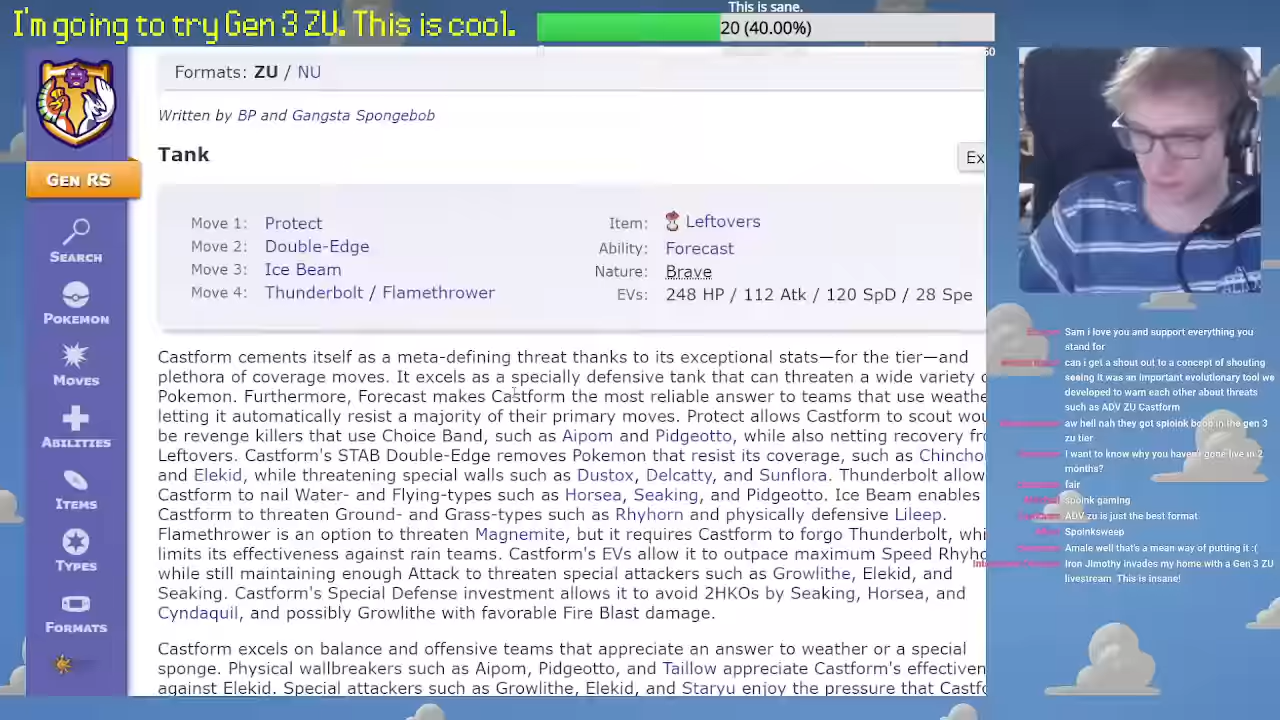 I'm going to try Gen 3 ZU. This is cool.
This is sane.
20 (40.00%)
Formats: ZU / NU
Written by BP and Gangsta Spongebob
Tank
Ex
GEN RS
SEARCH
POKEMON
MOVES
ABILITIES
ITEMS
TYPES
FORMATS
Move 1: Protect
Move 2: Double-Edge
Move 3: Ice Beam
Move 4: Thunderbolt / Flamethrower
Item: Leftovers
Ability: Forecast
Nature: Brave
EVs: 248 HP / 112 Atk / 120 SpD / 28 Spe
Castform cements itself as a meta-defining threat thanks to its exceptional stats—for the tier—and
plethora of coverage moves. It excels as a specially defensive tank that can threaten a wide variety
Pokemon. Furthermore, Forecast makes Castform the most reliable answer to teams that use
letting it automatically resist a majority of their primary moves. Protect allows Castform to scout
be revenge killers that use Choice Band, such as Aipom and Pidgeotto, while also netting recovery
Leftovers. Castform's STAB Double-Edge removes Pokemon that resist its coverage, such as
and Elekid, while threatening special walls such as Dustox, Delcatty, and Sunflora. Thunderbolt
Castform to nail Water- and Flying-types such as Horsea, Seaking, and Pidgeotto. Ice Beam enables
Castform to threaten Ground- and Grass-types such as Rhyhorn and physically defensive Lileep.
Flamethrower is an option to threaten Magnemite, but it requires Castform to forgo Thunderbolt,
limits its effectiveness against rain teams. Castform's EVs allow it to outpace maximum Speed
while still maintaining enough Attack to threaten special attackers such as Growlithe, Elekid, and
Seaking. Castform's Special Defense investment allows it to avoid 2HKOs by Seaking, Horsea, and
Cyndaquil, and possibly Growlithe with favorable Fire Blast damage.
Castform excels on balance and offensive teams that appreciate an answer to weather or a special
sponge. Physical wallbreakers such as Aipom, Pidgeotto, and Taillow appreciate Castform's
against Elekid. Special attackers such as Growlithe, Elekid, and Staryu enjoy the pressure that
Sam i love you and support everything you
stand for
can i get a shout out to a concept of shouting
seeing it was an important evolutionary tool we
developed to warn each other about threats
such as ADV ZU Castform
aw hell nah they got spioink boob in the gen 3
zu tier
I want to know why you haven't gone live in 2
months?
fair
spoink gaming
ADV zu is just the best format
Spoinksweep
Amale well that's a mean way of putting it :(
Iron Jimothy invades my home with a Gen 3 ZU
livestream This is insane!